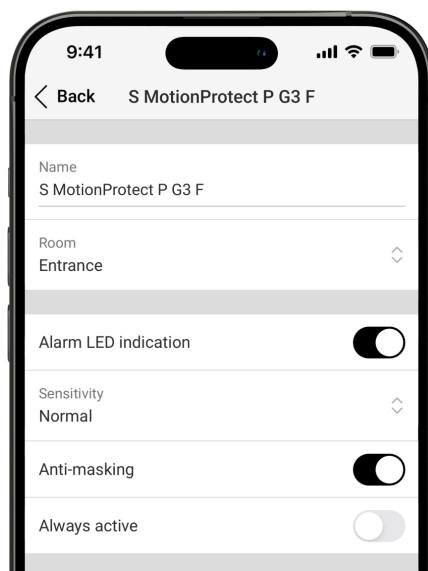 9:41
Back S MotionProtect P G3 F
Name
S MotionProtect P G3 F
Room
Entrance
Alarm LED indication
Sensitivity
Normal
Anti-masking
Always active